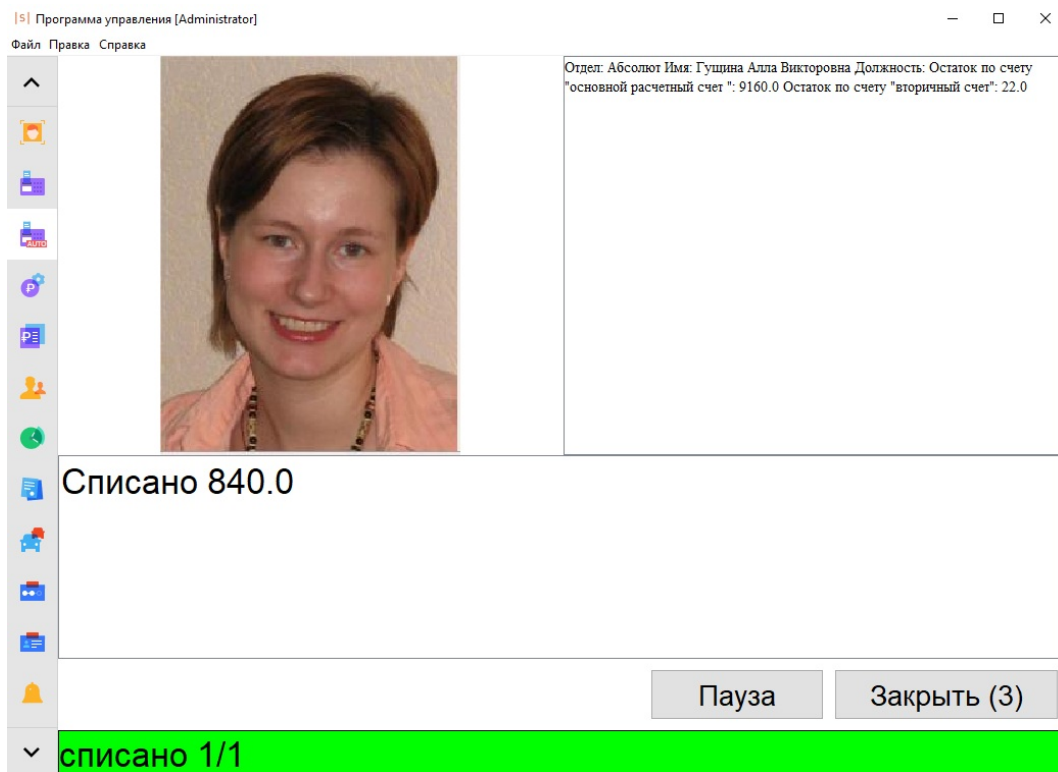 |S| Программа управления [Administrator]
Файл Правка Справка
Отдел: Абсолют Имя: Гущина Алла Викторовна Должность: Остаток по счету
"основной расчетный счет ": 9160.0 Остаток по счету "вторичный счет": 22.0
AUTO
Списано 840.0
Пауза
Закрыть (3)
списано 1/1